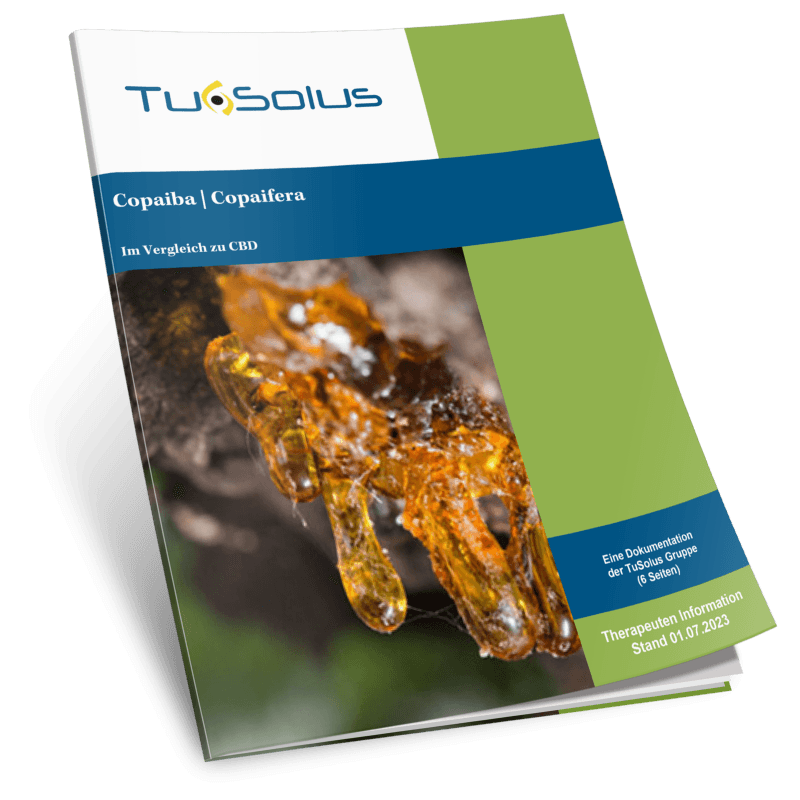 TuSolus
Copaiba | Copaifera
Im Vergleich zu CBD
Eine Dokumentation
der TuSolus Gruppe
(6 Seiten)
Therapeuten Information
Stand 01.07.2023